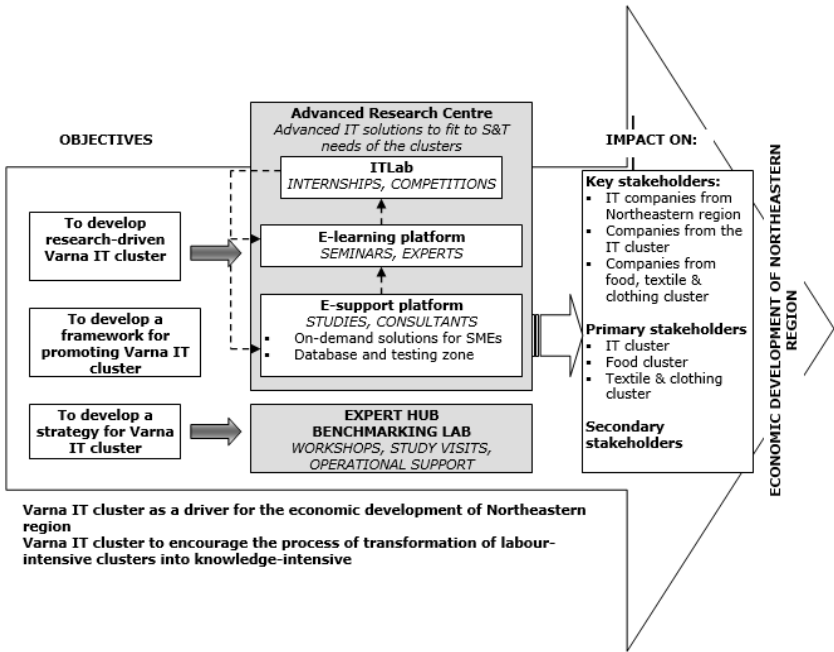 OBJECTIVES
To develop
research-driven
Varna IT cluster
To develop a
framework for
promoting Varna IT
cluster
To develop a
strategy for Varna
IT cluster
Advanced Research Centre
Advanced IT solutions to fit to S&T
needs of the clusters
ITLab
INTERNSHIPS, COMPETITIONS
E-learning platform
SEMINARS, EXPERTS
E-support platform
STUDIES, CONSULTANTS
▪ On-demand solutions for SMEs
▪ Database and testing zone
EXPERT HUB
BENCHMARKING LAB
WORKSHOPS, STUDY VISITS,
OPERATIONAL SUPPORT
IMPACT ON:
Key stakeholders:
▪ IT companies from
Northeastern region
▪ Companies from the
IT cluster
▪ Companies from
food, textile &
clothing cluster
Primary stakeholders
▪ IT cluster
▪ Food cluster
▪ Textile & clothing
cluster
Secondary
stakeholders
ECONOMIC DEVELOPMENT OF NORTHEASTERN
REGION
Varna IT cluster as a driver for the economic development of Northeastern
region
Varna IT cluster to encourage the process of transformation of labour-
intensive clusters into knowledge-intensive